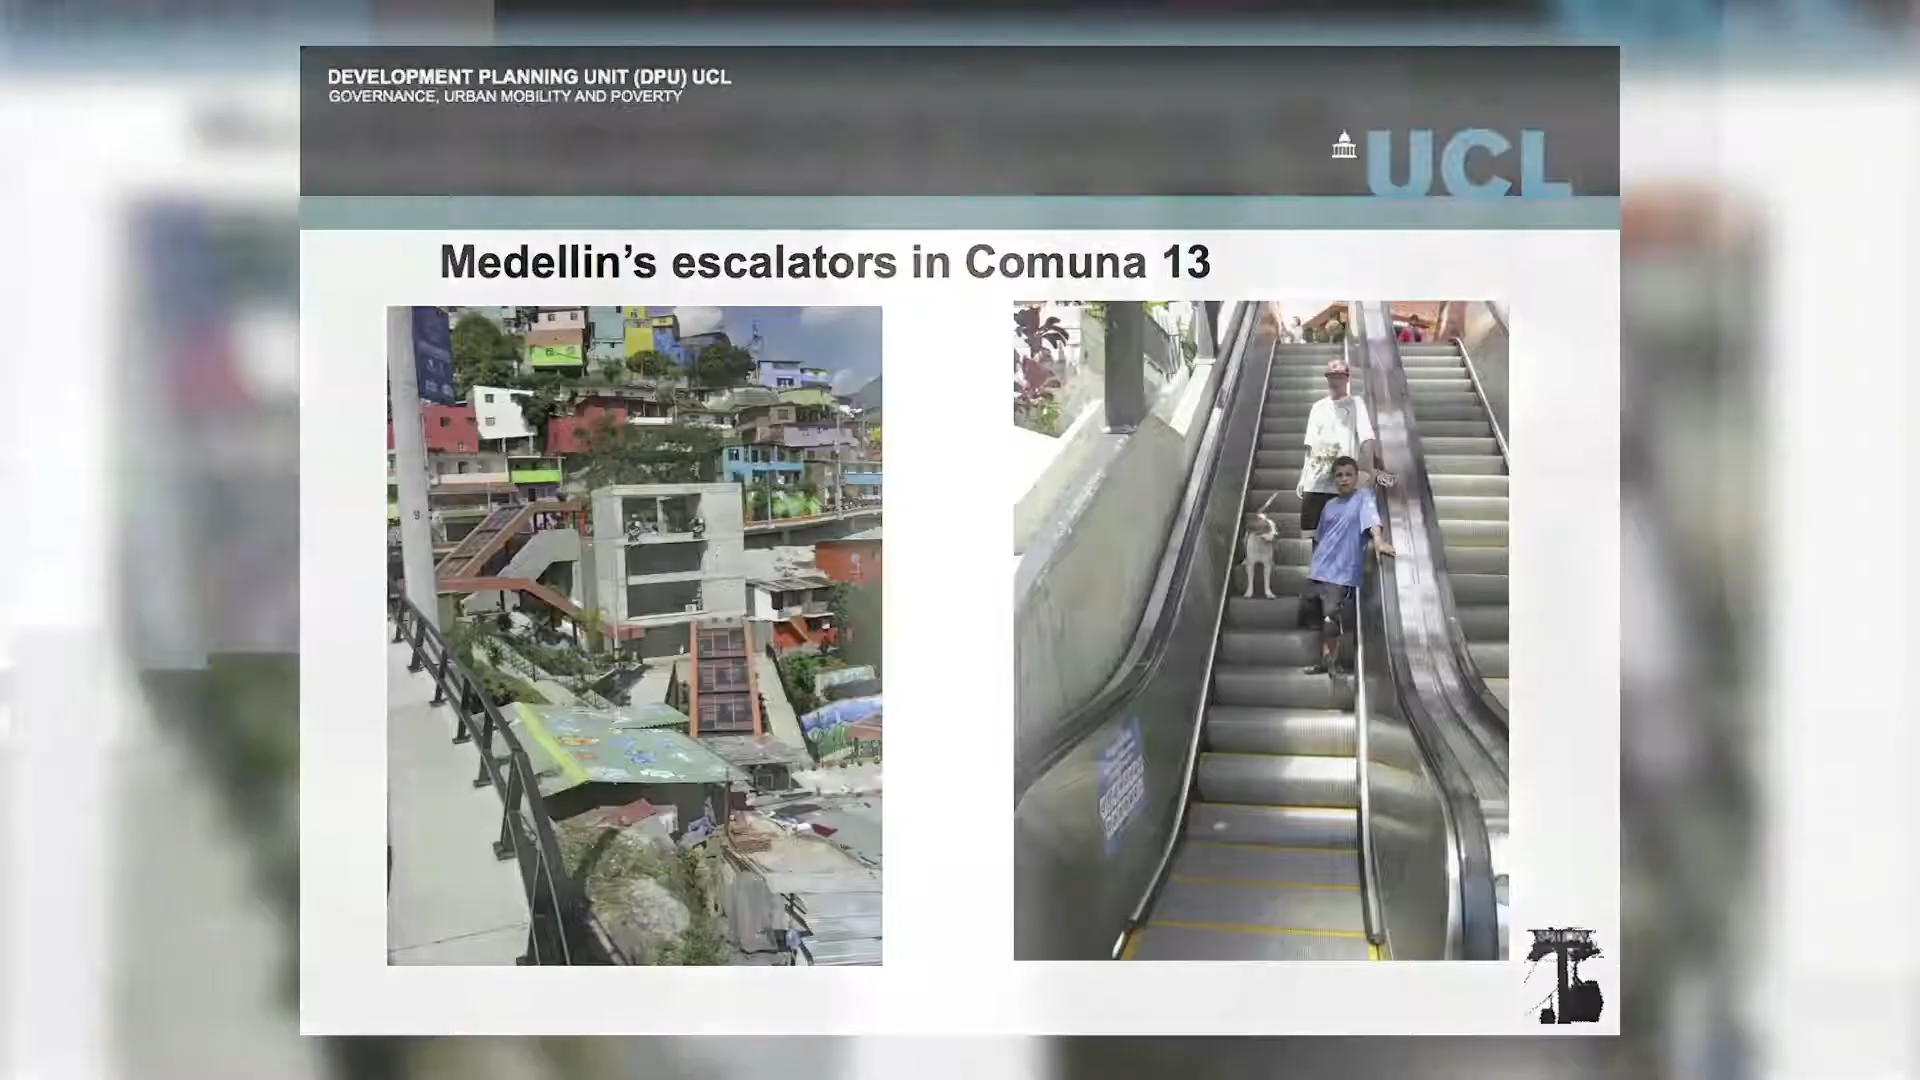 DEVELOPMENT PLANNING UNIT (DPU) UCL
GOVERNANCE, URBAN MOBILITY AND POVERTY
UCL
Medellin's escalators in Comuna 13